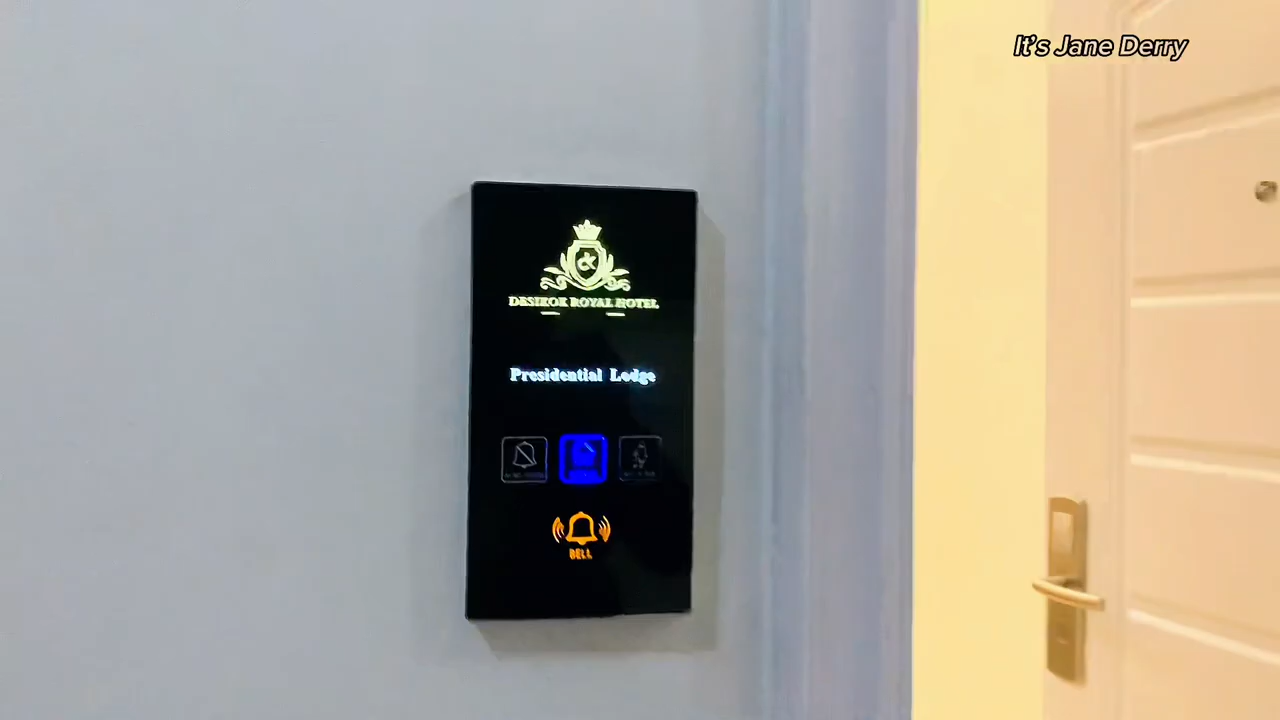 It's Jane Derry
DESIKOK ROYAL HOTEL
Presidential Lodge
BELL